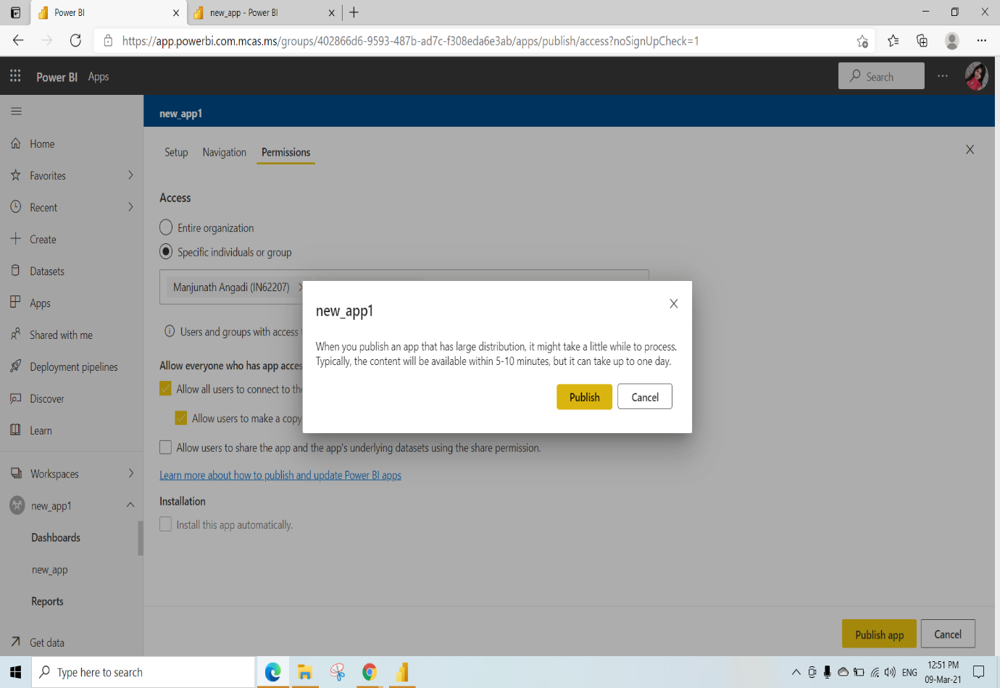 Power BI
new_app - Power BI
https://app.powerbi.com.mcas.ms/groups/402866d6-9593-487b-ad7c-f308eda6e3ab/apps/publish/access?noSignUpCheck=1
Power BI Apps
Search
new_app1
Home
Favorites
Recent
Create
Datasets
Apps
Shared with me
Deployment pipelines
Discover
Learn
Workspaces
new_app1
Dashboards
new_app
Reports
Get data
Setup Navigation Permissions
Access
Entire organization
Specific individuals or group
Manjunath Angadi (IN62207)
Users and groups with access
Allow everyone who has app acces
Allow all users to connect to the
Allow users to make a copy
Allow users to share the app and the app's underlying datasets using the share permission.
Learn more about how to publish and update Power BI apps
Installation
Install this app automatically.
new_app1
When you publish an app that has large distribution, it might take a little while to process.
Typically, the content will be available within 5-10 minutes, but it can take up to one day.
Publish Cancel
Publish app Cancel
Type here to search
ENG
12:51 PM
09-Mar-21